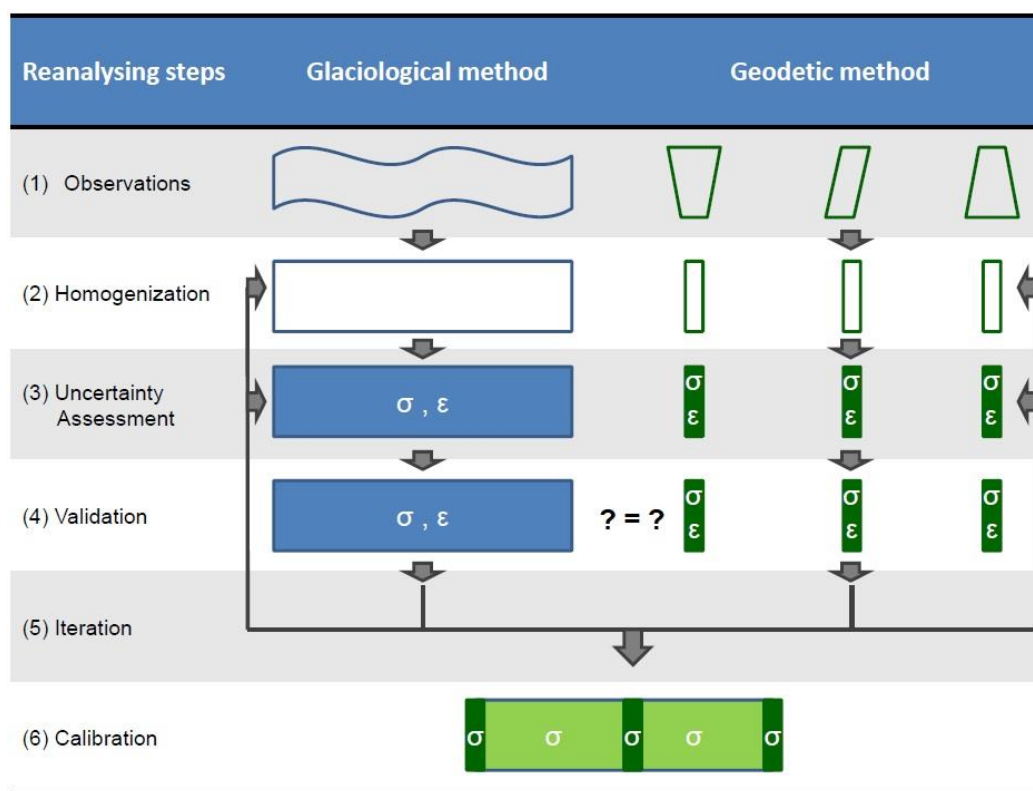 Reanalysing steps Glaciological method Geodetic method
(1) Observations
(2) Homogenization
(3) Uncertainty
Assessment
σ , ε
σ
ε
σ
ε
σ
ε
(4) Validation
σ , ε
? = ?
σ
ε
σ
ε
σ
ε
(5) Iteration
(6) Calibration
σ σ σ σ σ